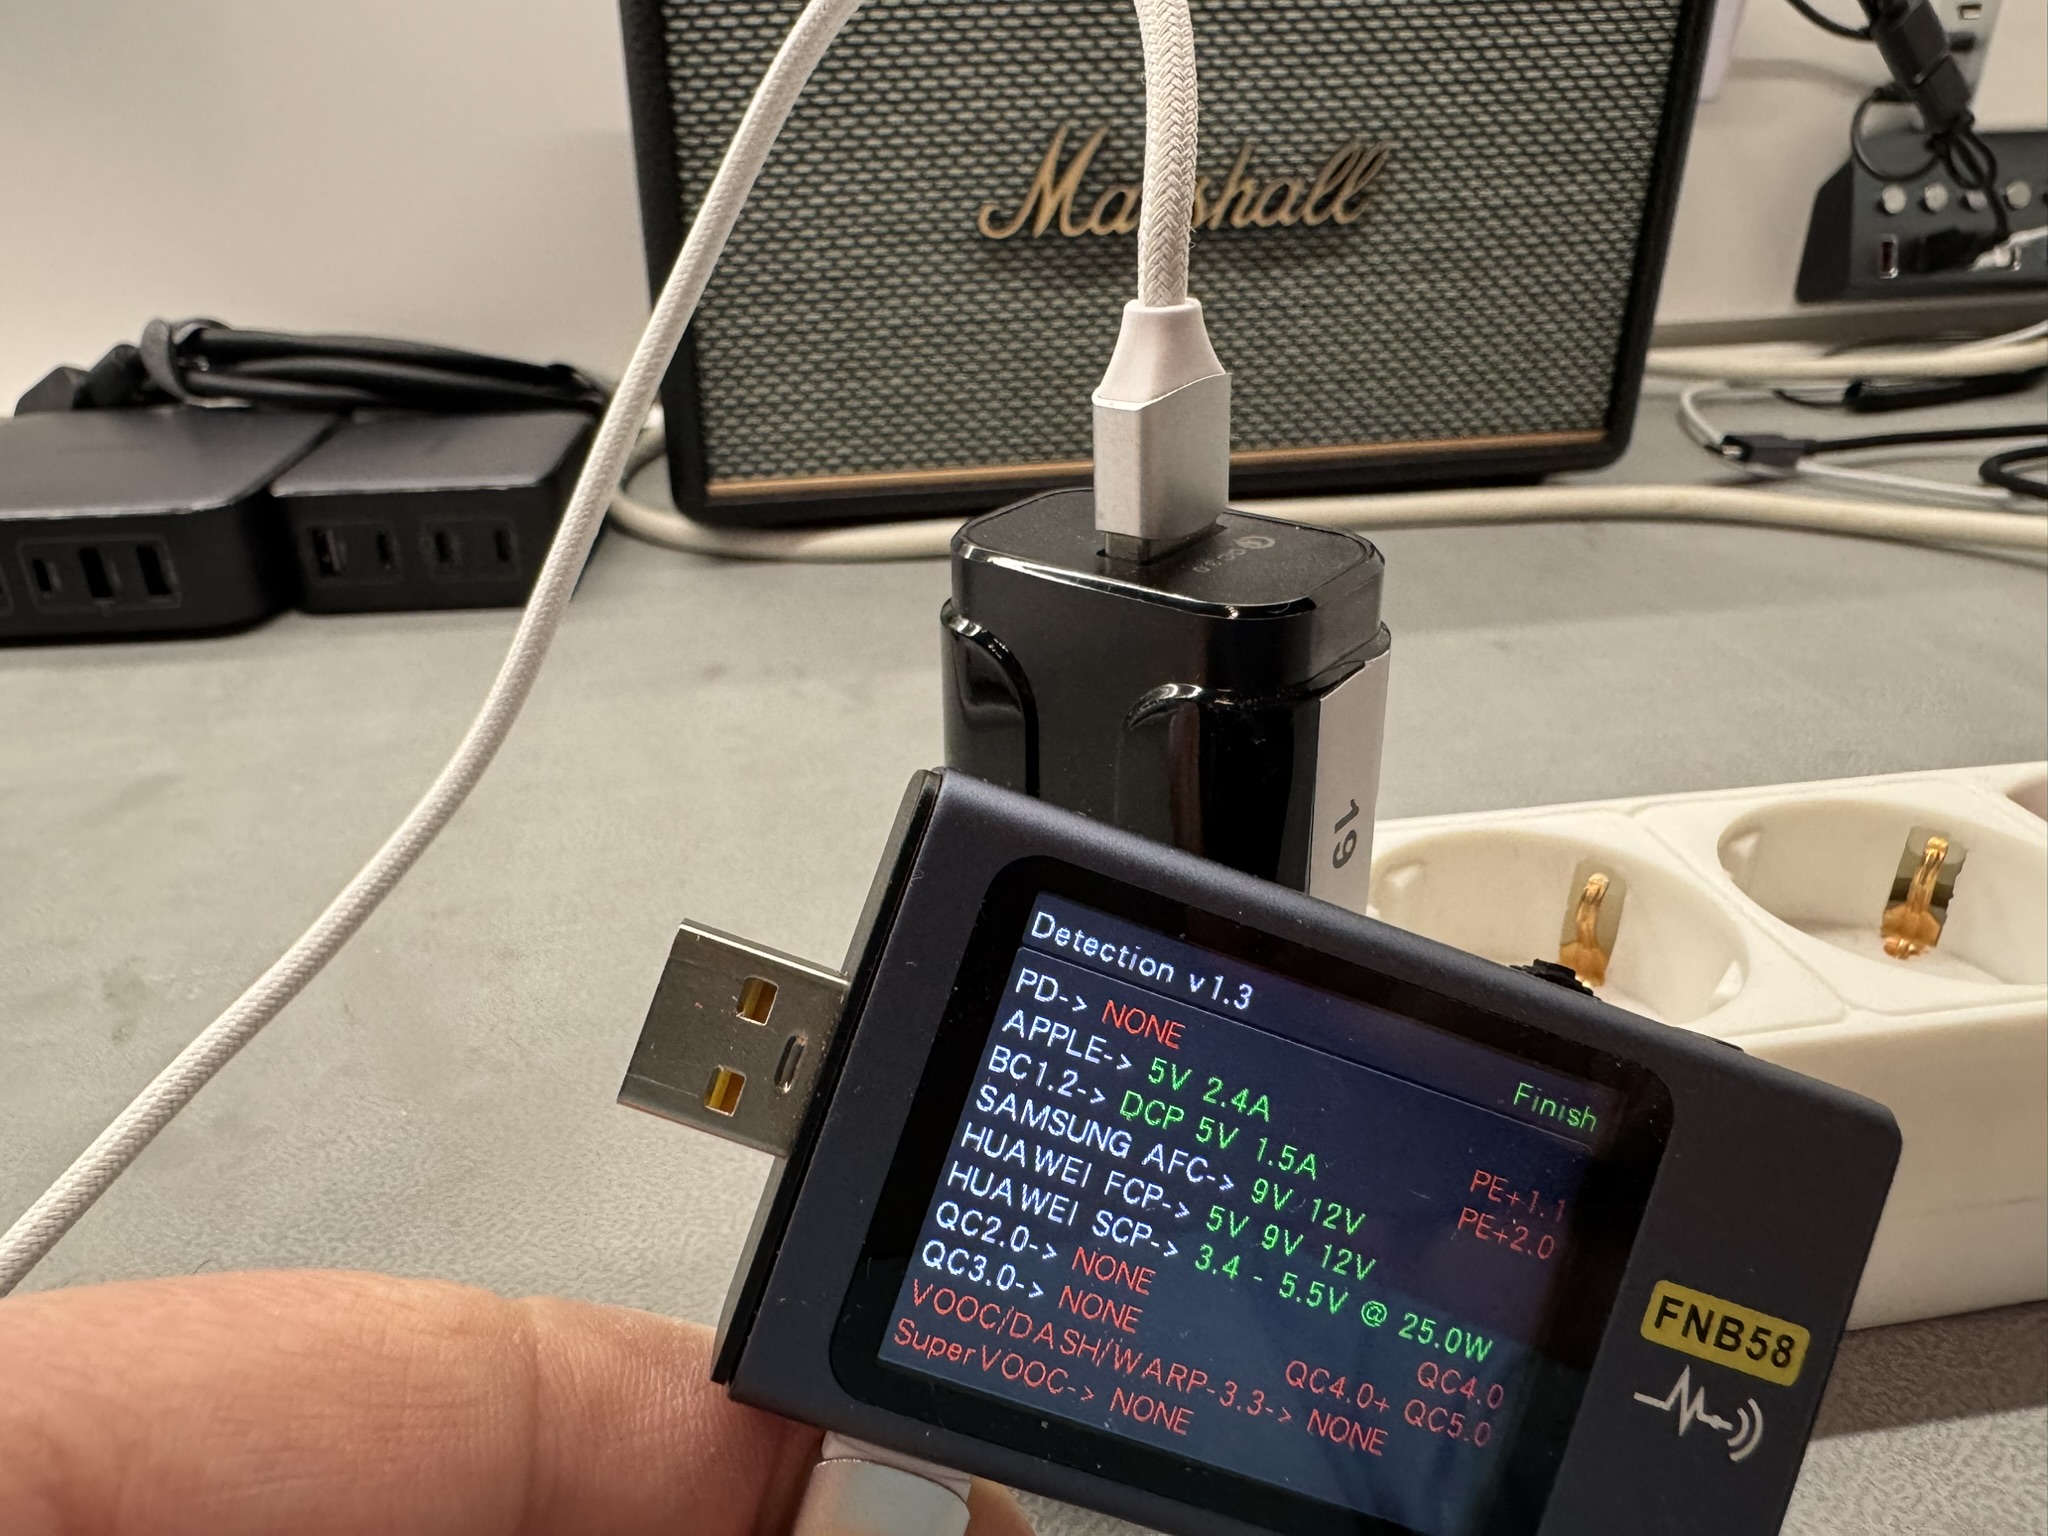 Marshall
QC3.0
19
Detection v1.3
Finish
PD-> NONE
APPLE-> 5V 2.4A
BC1.2-> DCP 5V 1.5A
PE+1.1
SAMSUNG AFC-> 9V 12V
PE+2.0
HUAWEI FCP-> 5V 9V 12V
HUAWEI SCP-> 3.4 - 5.5V @ 25.0W
QC2.0-> NONE
QC4.0
QC3.0-> NONE
QC4.0+ QC5.0
VOOC/DASH/WARP-3.3-> NONE
SuperVOOC-> NONE
FNB58